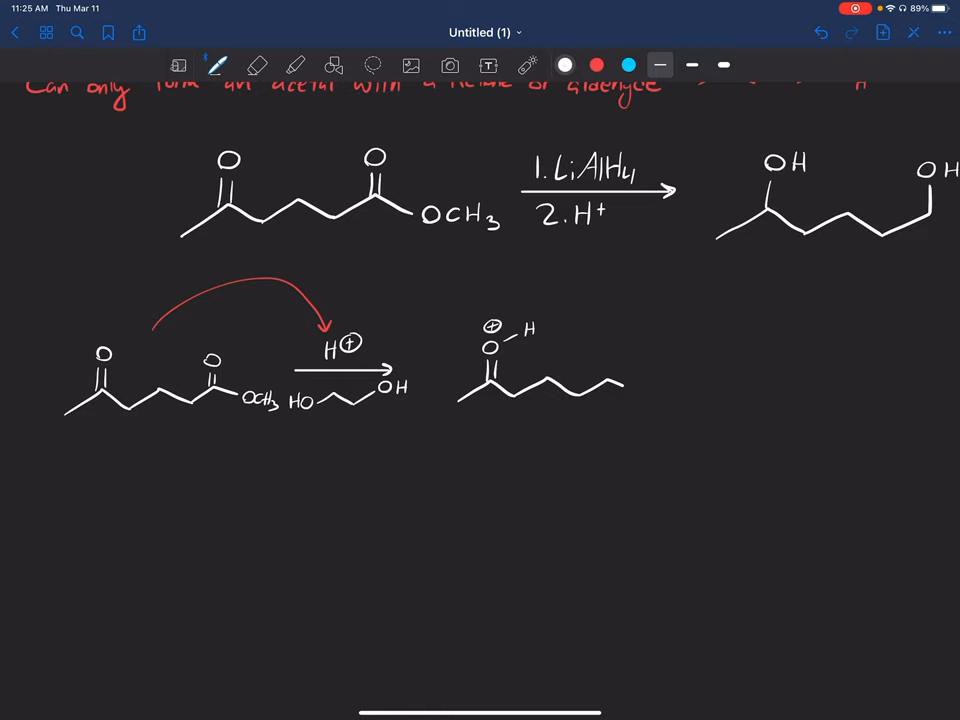 11:25 AM Thu Mar 11
89%
Untitled (1)
Can only form an acetal with a ketone or aldehyde
H
O O 1. LiAlH4 OH OH
OCH3 2. H+
O O H⊕ ⊕ O H
OCH3 HO OH